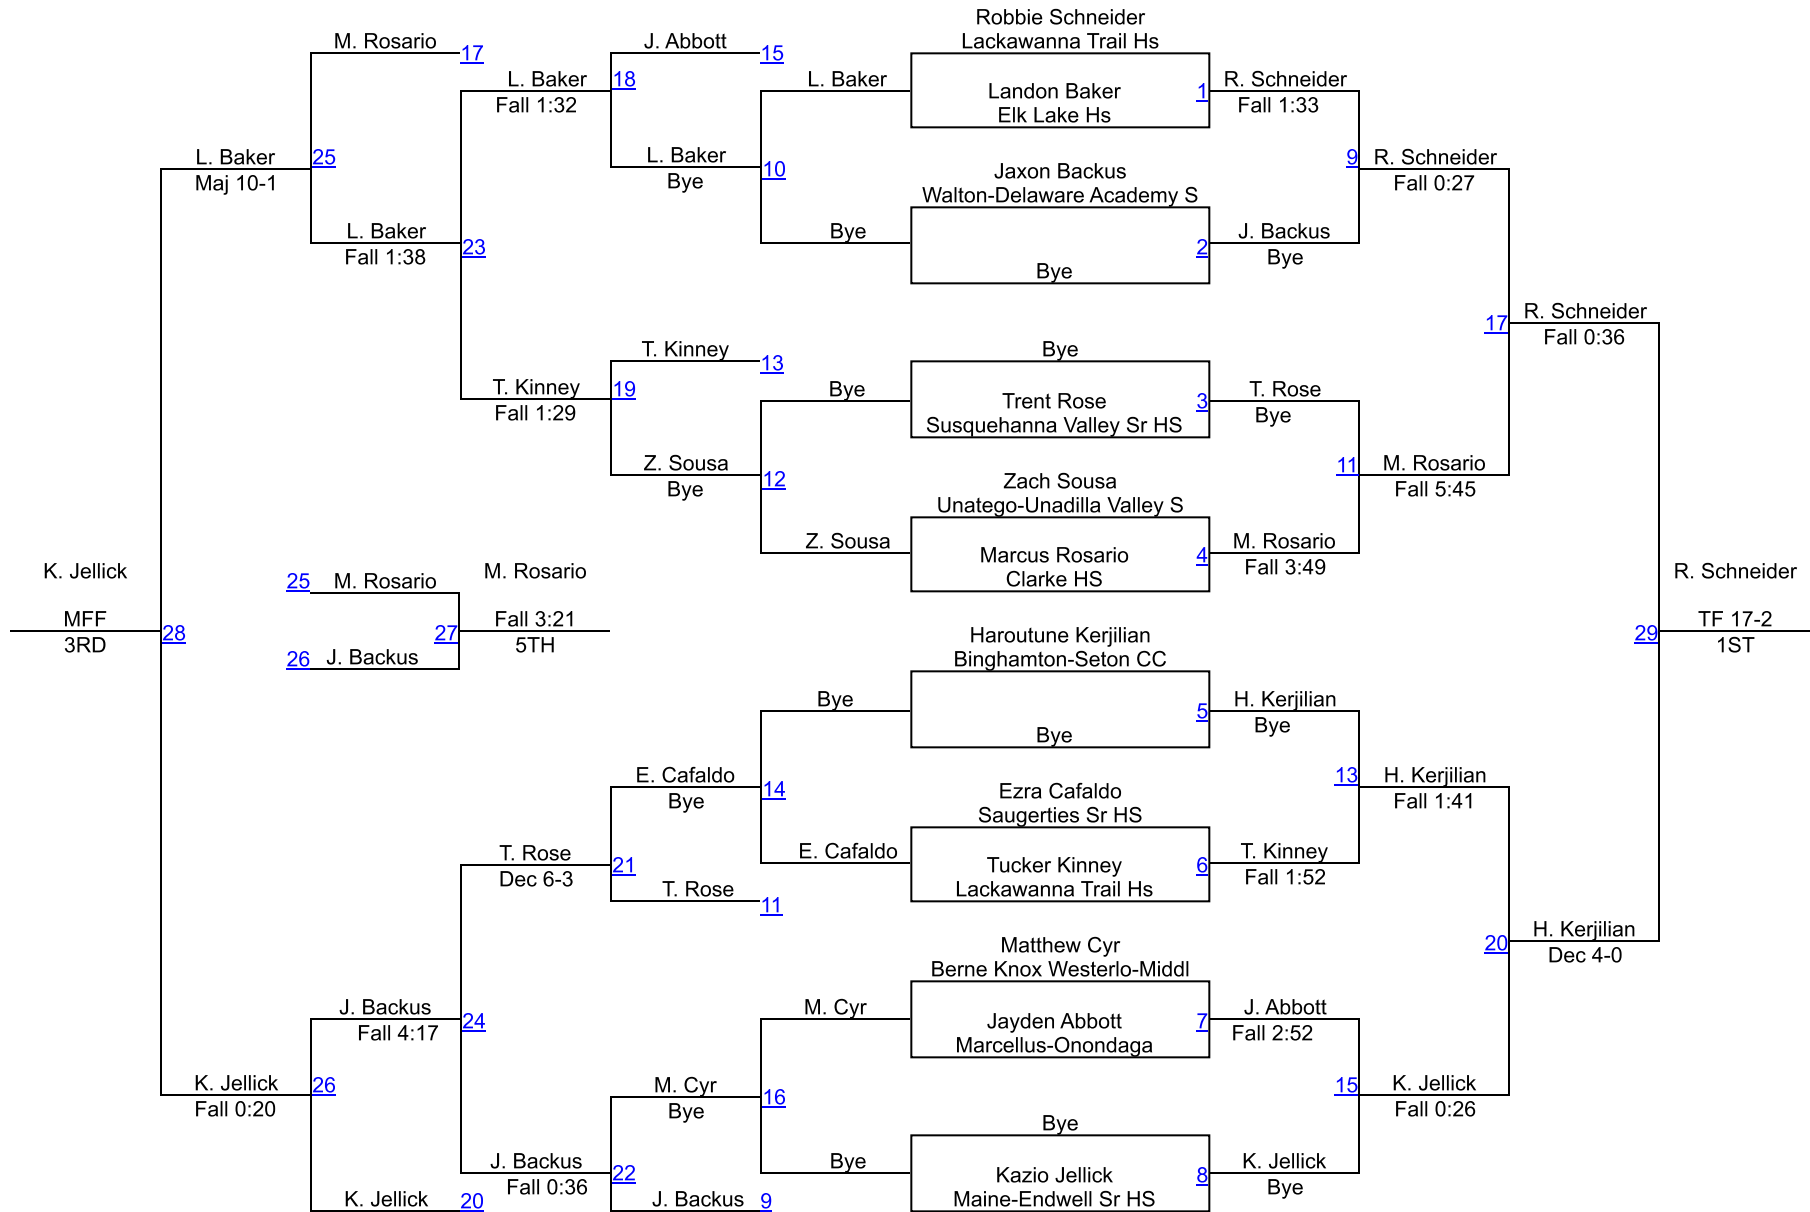 Robbie Schneider
Lackawanna Trail Hs
M. Rosario
17
J. Abbott
15
L. Baker
Fall 1:32
18
L. Baker
Landon Baker
Elk Lake Hs
1
R. Schneider
Fall 1:33
L. Baker
Maj 10-1
25
L. Baker
Bye
10
Jaxon Backus
Walton-Delaware Academy S
9
R. Schneider
Fall 0:27
L. Baker
Fall 1:38
23
Bye
Bye
2
J. Backus
Bye
17
R. Schneider
Fall 0:36
T. Kinney
13
Bye
T. Kinney
Fall 1:29
19
Bye
Trent Rose
Susquehanna Valley Sr HS
3
T. Rose
Bye
Z. Sousa
Bye
12
Zach Sousa
Unatego-Unadilla Valley S
11
M. Rosario
Fall 5:45
Z. Sousa
Marcus Rosario
Clarke HS
4
M. Rosario
Fall 3:49
K. Jellick
MFF
3RD
28
25
M. Rosario
26
J. Backus
27
M. Rosario
Fall 3:21
5TH
R. Schneider
29
TF 17-2
1ST
Haroutune Kerjilian
Binghamton-Seton CC
Bye
5
Bye
H. Kerjilian
Bye
E. Cafaldo
Bye
14
Ezra Cafaldo
Saugerties Sr HS
13
H. Kerjilian
Fall 1:41
T. Rose
Dec 6-3
21
E. Cafaldo
Tucker Kinney
Lackawanna Trail Hs
6
T. Kinney
Fall 1:52
T. Rose
11
Matthew Cyr
Berne Knox Westerlo-Middl
20
H. Kerjilian
Dec 4-0
J. Backus
Fall 4:17
24
M. Cyr
Jayden Abbott
Marcellus-Onondaga
7
J. Abbott
Fall 2:52
K. Jellick
Fall 0:20
26
M. Cyr
Bye
16
15
K. Jellick
Fall 0:26
Bye
J. Backus
Fall 0:36
22
Bye
Kazio Jellick
Maine-Endwell Sr HS
8
K. Jellick
Bye
K. Jellick
20
J. Backus
9